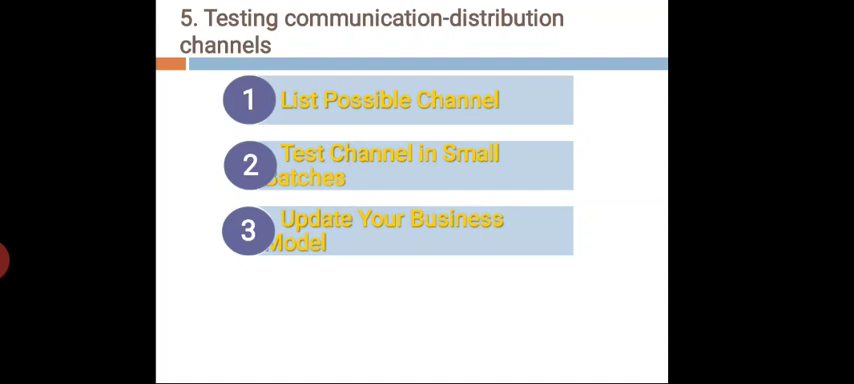 5. Testing communication-distribution
channels
1 List Possible Channel
2 Test Channel in Small
Batches
3 Update Your Business
Model